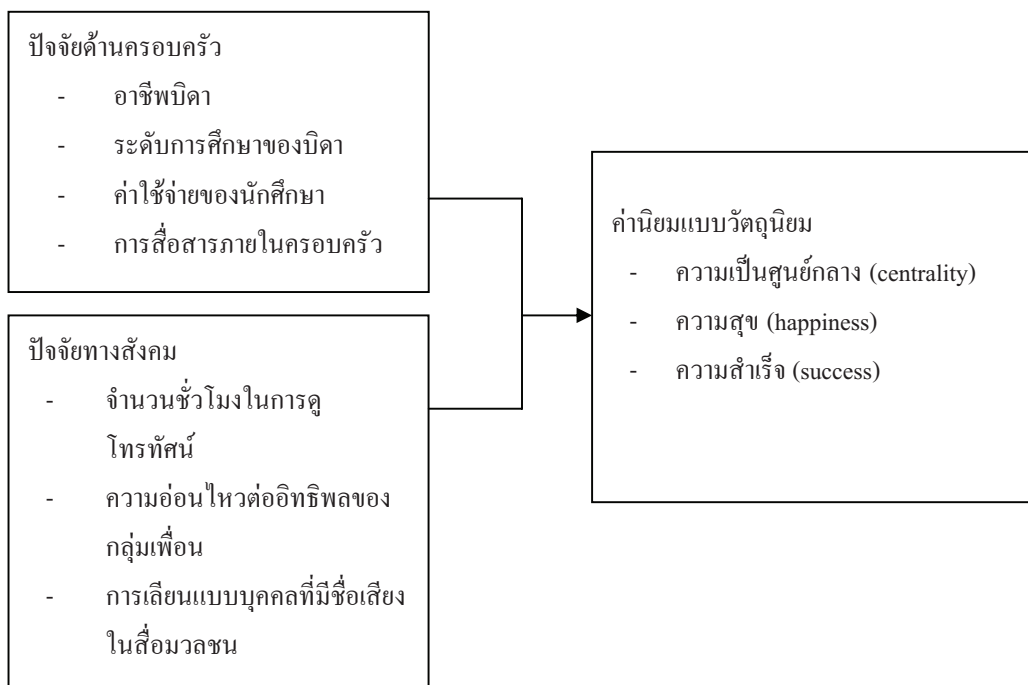 ปัจจัยด้านครอบครัว
- อาชีพบิดา
- ระดับการศึกษาของบิดา
- ค่าใช้จ่ายของนักศึกษา
- การสื่อสารภายในครอบครัว
ปัจจัยทางสังคม
- จำนวนชั่วโมงในการดู
โทรทัศน์
- ความอ่อนไหวต่ออิทธิพลของ
กลุ่มเพื่อน
- การเลียนแบบบุคคลที่มีชื่อเสียง
ในสื่อมวลชน
ค่านิยมแบบวัตถุนิยม
- ความเป็นศูนย์กลาง (centrality)
- ความสุข (happiness)
- ความสำเร็จ (success)